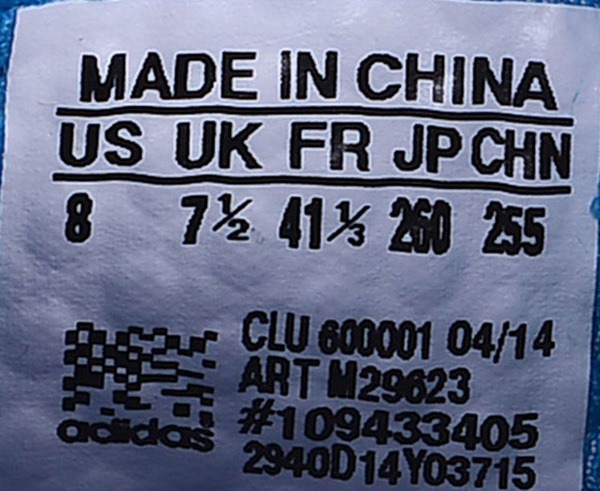 MADE IN CHINA
US UK FR JP CHN
8 7½ 41⅓ 260 255
CLU 600001 04/14
ART M29623
#109433405
2940D14Y03715
adidas®